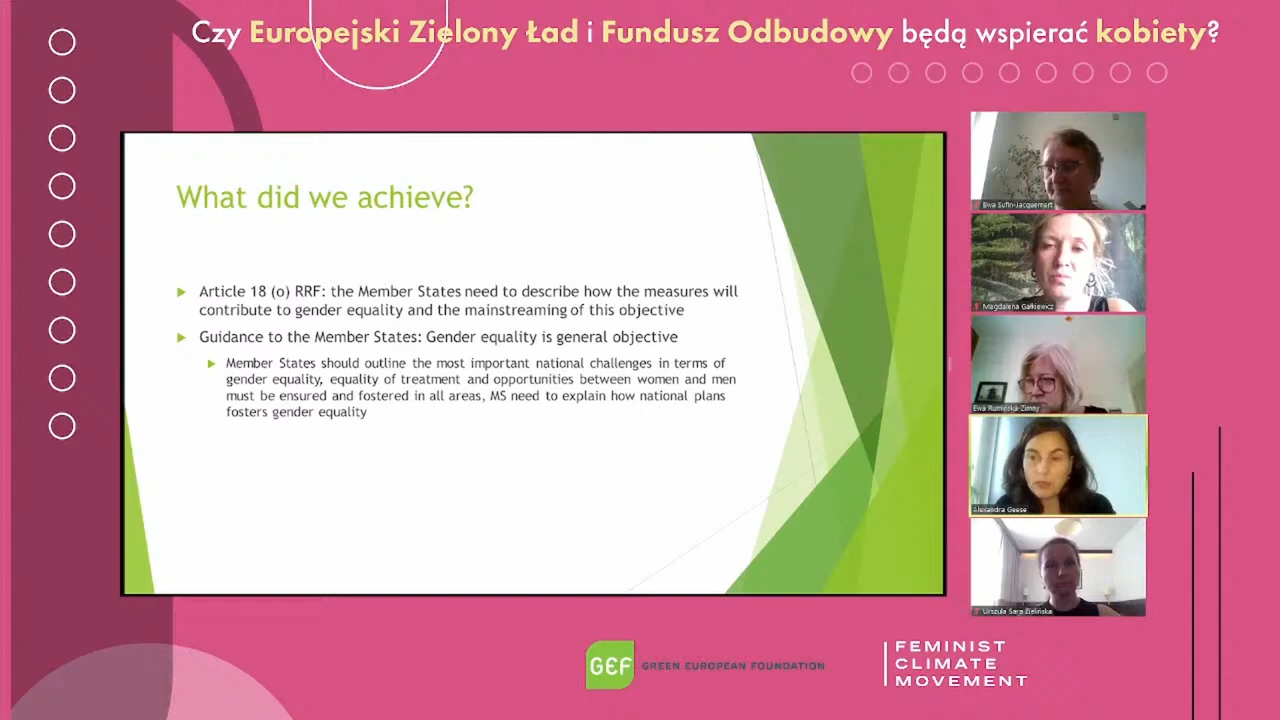 Czy Europejski Zielony Ład i Fundusz Odbudowy będą wspierać kobiety?
What did we achieve?
Article 18 (o) RRF: the Member States need to describe how the measures will
contribute to gender equality and the mainstreaming of this objective
Guidance to the Member States: Gender equality is general objective
Member States should outline the most important national challenges in terms of
gender equality, equality of treatment and opportunities between women and men
must be ensured and fostered in all areas, MS need to explain how national plans
fosters gender equality
Ewa Sufin-Jacquemart
Magdalena Gałkiewicz
Ewa Rumińska-Zimny
Alexandra Geese
Urszula Sara Zielińska
GEF GREEN EUROPEAN FOUNDATION
FEMINIST
CLIMATE
MOVEMENT